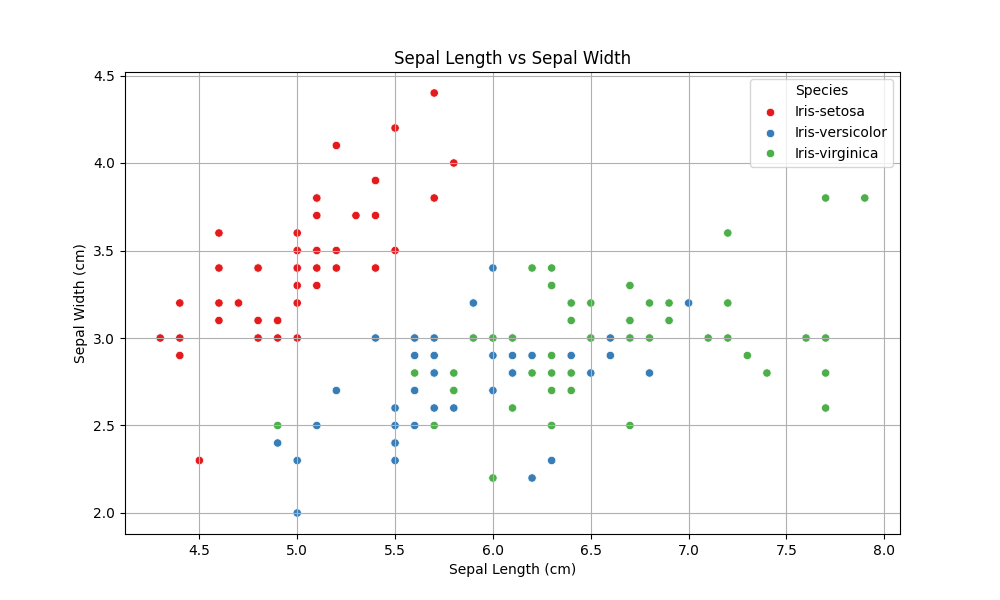 Sepal Length vs Sepal Width
4.5
4.0
3.5
3.0
2.5
2.0
Sepal Width (cm)
Species
Iris-setosa
Iris-versicolor
Iris-virginica
4.5 5.0 5.5 6.0 6.5 7.0 7.5 8.0
Sepal Length (cm)